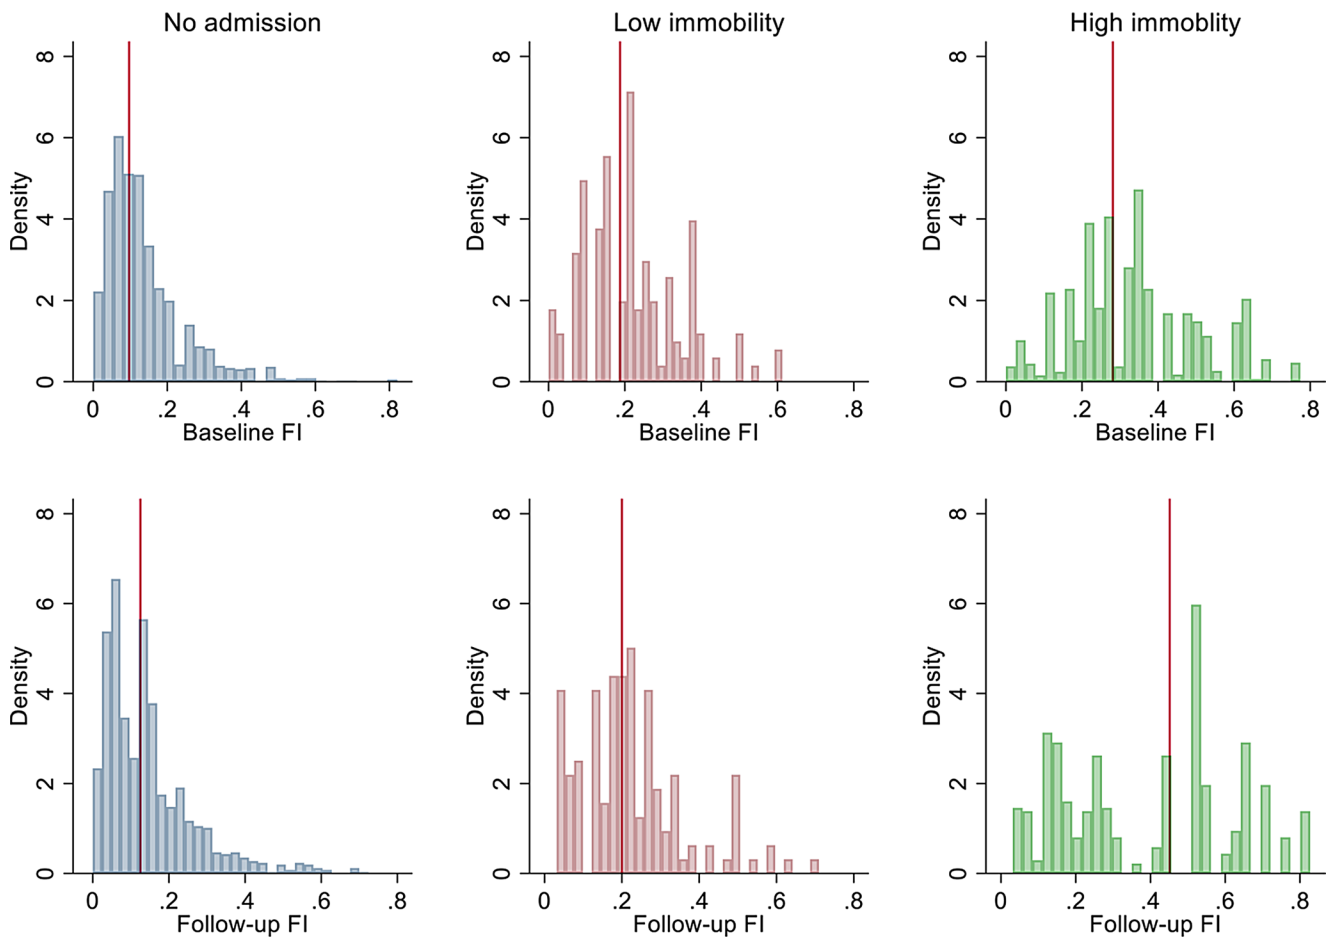 No admission
Low immobility
High immoblity
Density
8
6
4
2
0
0 .2 .4 .6 .8
Baseline FI
Density
8
6
4
2
0
0 .2 .4 .6 .8
Baseline FI
Density
8
6
4
2
0
0 .2 .4 .6 .8
Baseline FI
Density
8
6
4
2
0
0 .2 .4 .6 .8
Follow-up FI
Density
8
6
4
2
0
0 .2 .4 .6 .8
Follow-up FI
Density
8
6
4
2
0
0 .2 .4 .6 .8
Follow-up FI